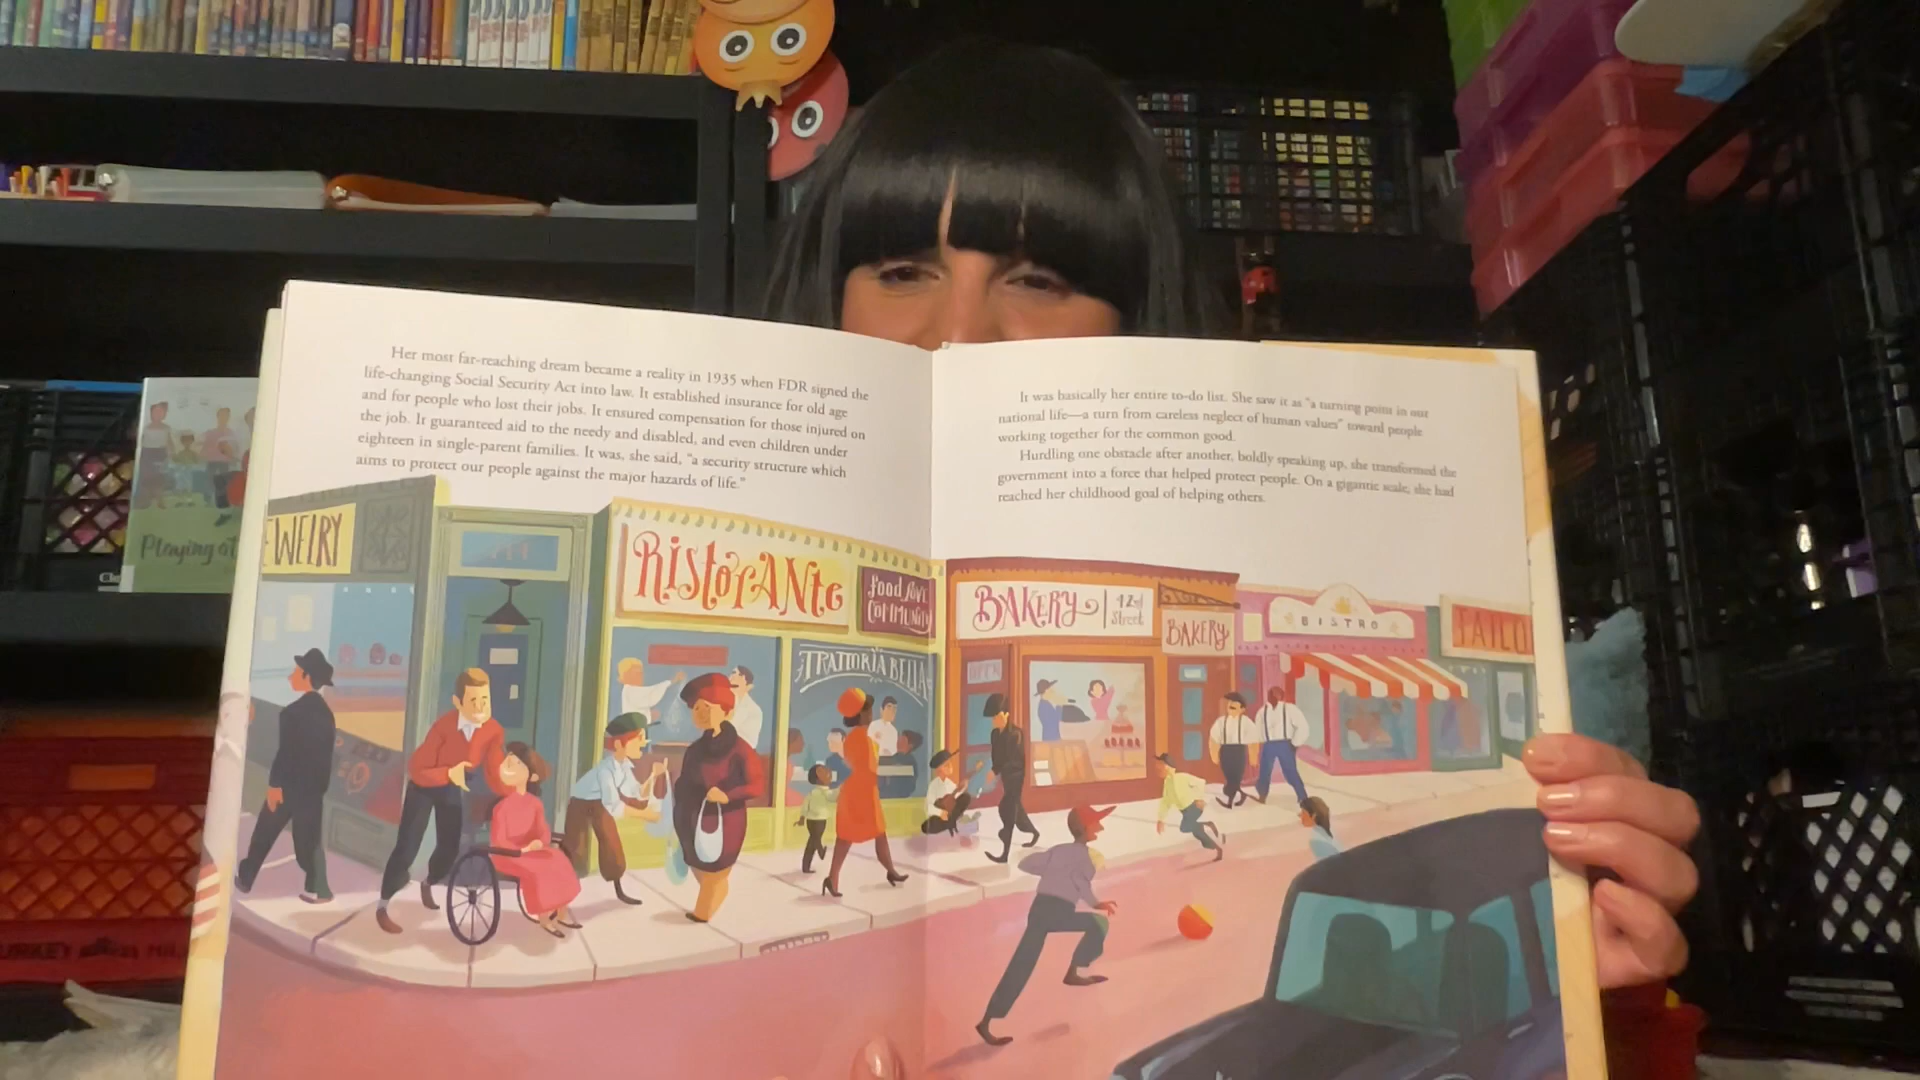 Her most far-reaching dream became a reality in 1935 when FDR signed the
life-changing Social Security Act into law. It established insurance for old age
and for people who lost their jobs. It ensured compensation for those injured on
the job. It guaranteed aid to the needy and disabled, and even children under
eighteen in single-parent families. It was, she said, “a security structure which
aims to protect our people against the major hazards of life.”
It was basically her entire to-do list. She saw it as “a turning point in our
national life—a turn from careless neglect of human values” toward people
working together for the common good.
Hurdling one obstacle after another, boldly speaking up, she transformed the
government into a force that helped protect people. On a gigantic scale, she had
reached her childhood goal of helping others.
EWELRY
RISTORANTE
food love
COMMUNITY
TRATTORIA BELLA
BAKERY
42nd
Street
BAKERY
OPEN
BISTRO
TAILO
Playing at